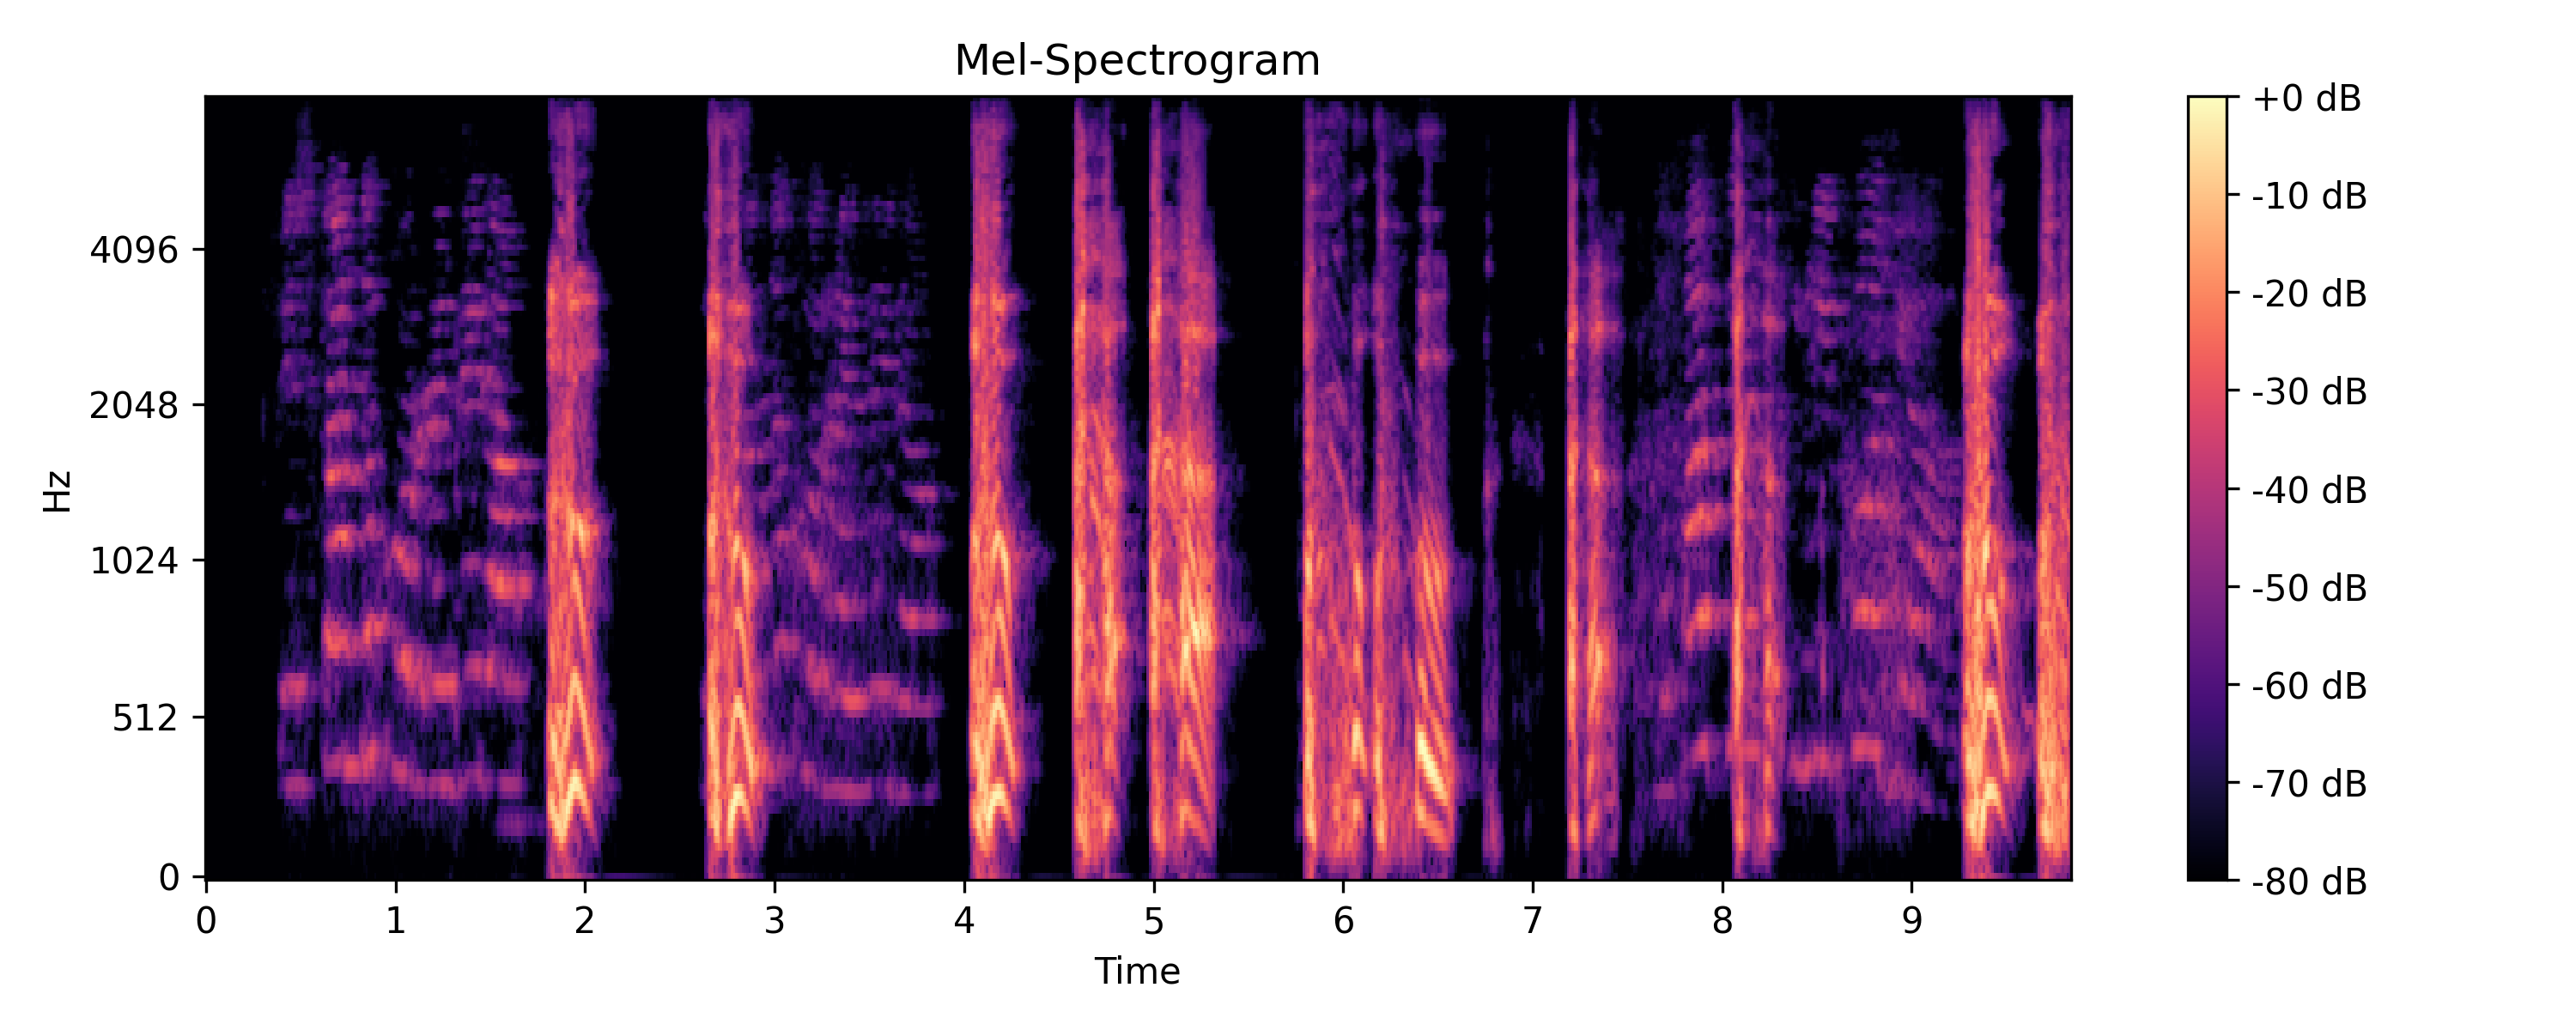 Mel-Spectrogram
+0 dB
-10 dB
-20 dB
-30 dB
-40 dB
-50 dB
-60 dB
-70 dB
-80 dB
4096
2048
1024
512
0
Hz
0 1 2 3 4 5 6 7 8 9
Time